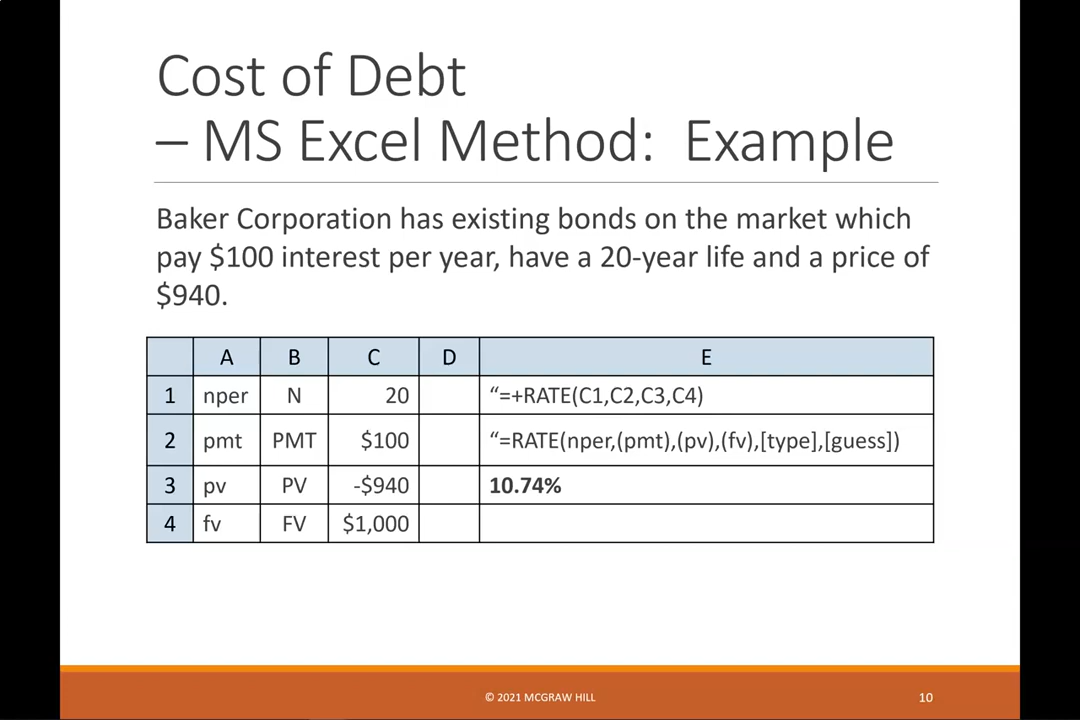 Cost of Debt
– MS Excel Method: Example
Baker Corporation has existing bonds on the market which
pay $100 interest per year, have a 20-year life and a price of
$940.
A B C D E
1 nper N 20 “=+RATE(C1,C2,C3,C4)
2 pmt PMT $100 “=RATE(nper,(pmt),(pv),(fv),[type],[guess])
3 pv PV -$940 10.74%
4 fv FV $1,000
© 2021 MCGRAW HILL 10